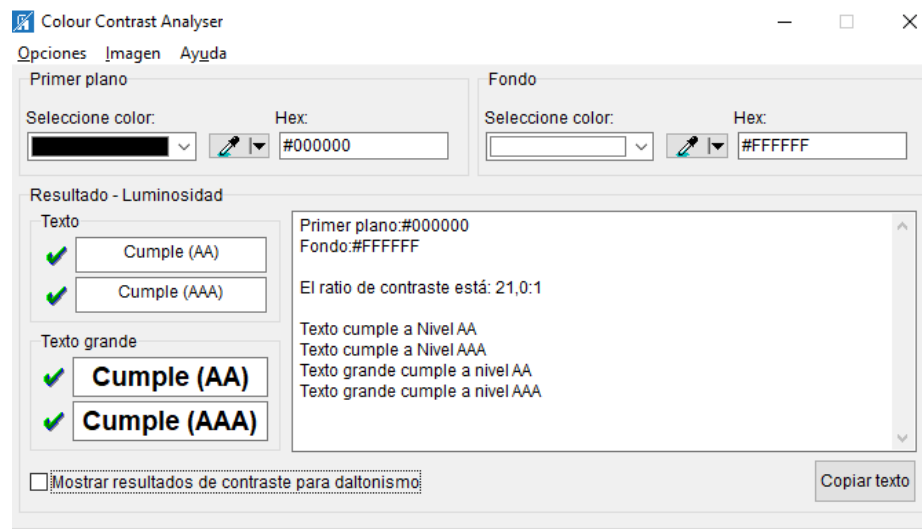 Colour Contrast Analyser
Opciones Imagen Ayuda
Primer plano
Seleccione color: Hex:
#000000
Fondo
Seleccione color: Hex:
#FFFFFF
Resultado - Luminosidad
Texto
Cumple (AA)
Cumple (AAA)
Texto grande
Cumple (AA)
Cumple (AAA)
Primer plano:#000000
Fondo:#FFFFFF
El ratio de contraste está: 21,0:1
Texto cumple a Nivel AA
Texto cumple a Nivel AAA
Texto grande cumple a nivel AA
Texto grande cumple a nivel AAA
Mostrar resultados de contraste para daltonismo
Copiar texto